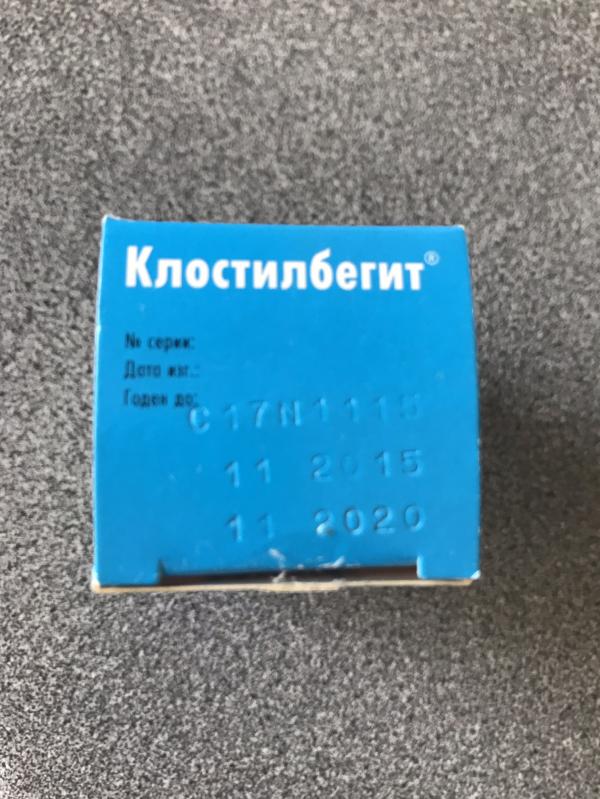 Клостилбегит®
№ серии:
Дата изг.:
Годен до:
C17N1115
11 2015
11 2020